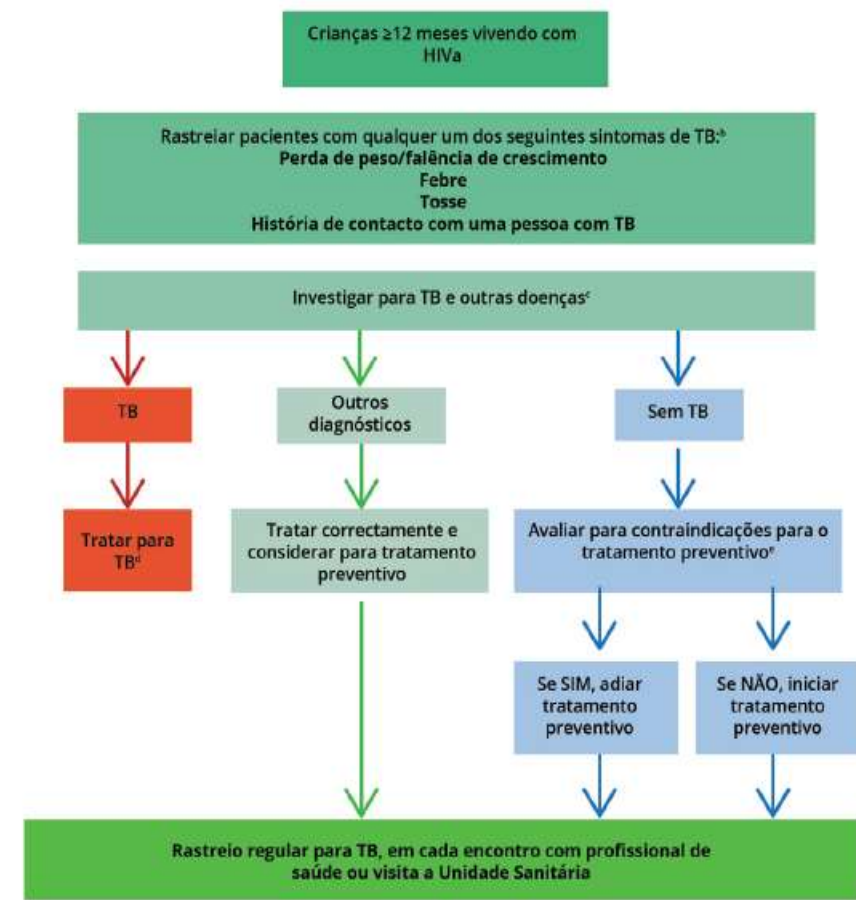 Crianças ≥12 meses vivendo com
HIVa
Rastreiar pacientes com qualquer um dos seguintes sintomas de TB:ᵇ
Perda de peso/falência de crescimento
Febre
Tosse
História de contacto com uma pessoa com TB
Investigar para TB e outras doençasᶜ
TB
Outros
diagnósticos
Sem TB
Tratar para
TBᵈ
Tratar correctamente e
considerar para tratamento
preventivo
Avaliar para contraindicações para o
tratamento preventivoᵉ
Se SIM, adiar
tratamento
preventivo
Se NÃO, iniciar
tratamento
preventivo
Rastreio regular para TB, em cada encontro com profissional de
saúde ou visita a Unidade Sanitária